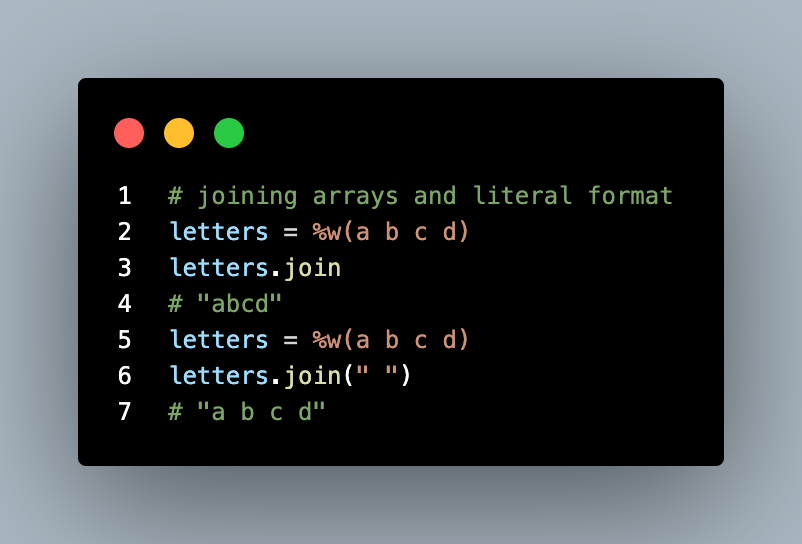 1 # joining arrays and literal format
2 letters = %w(a b c d)
3 letters.join
4 # "abcd"
5 letters = %w(a b c d)
6 letters.join(" ")
7 # "a b c d"